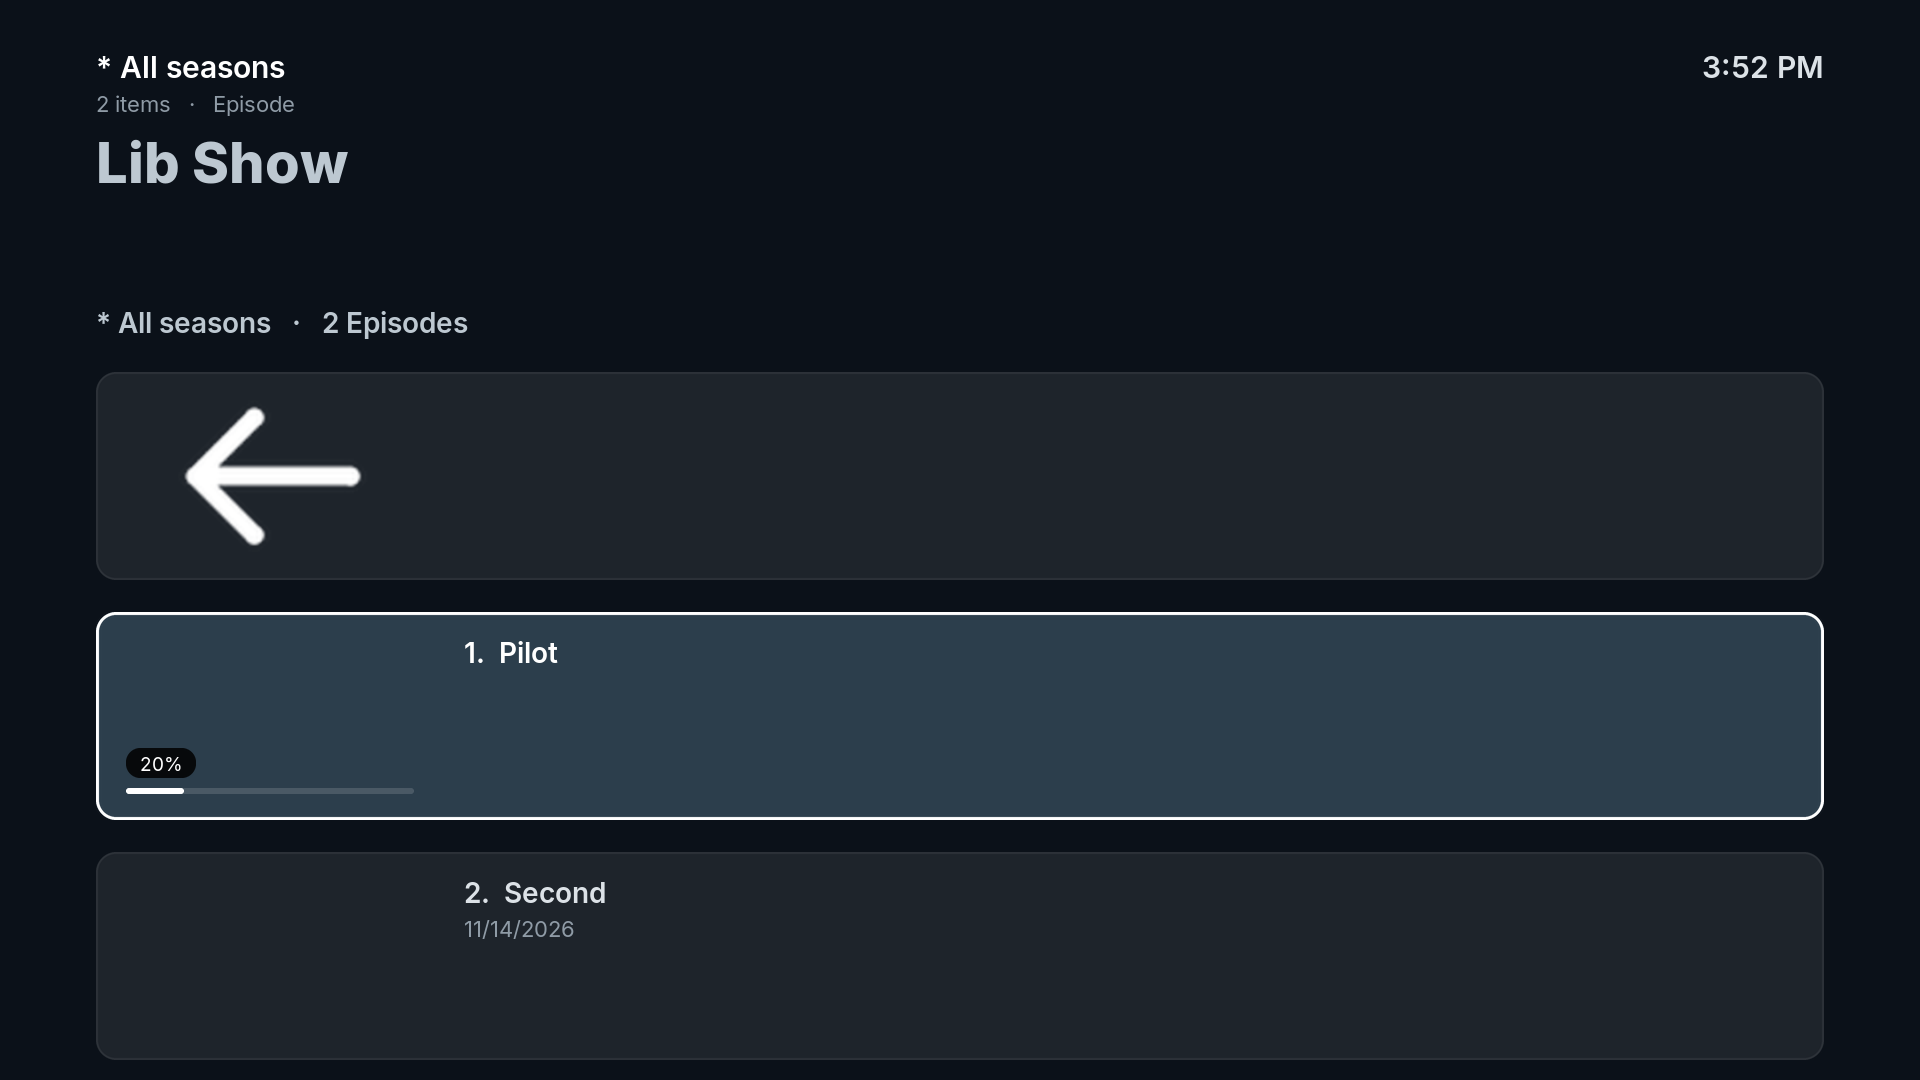 * All seasons
3:52 PM
2 items · Episode
Lib Show
* All seasons · 2 Episodes
1. Pilot
20%
2. Second
11/14/2026